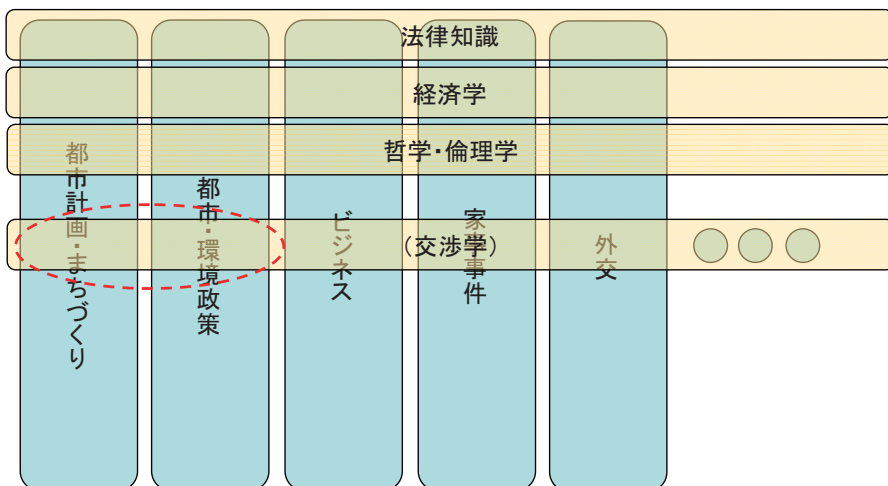 法律知識
経済学
哲学・倫理学
(交渉学)
都市計画・まちづくり
都市・環境政策
ビジネス
家事事件
外交